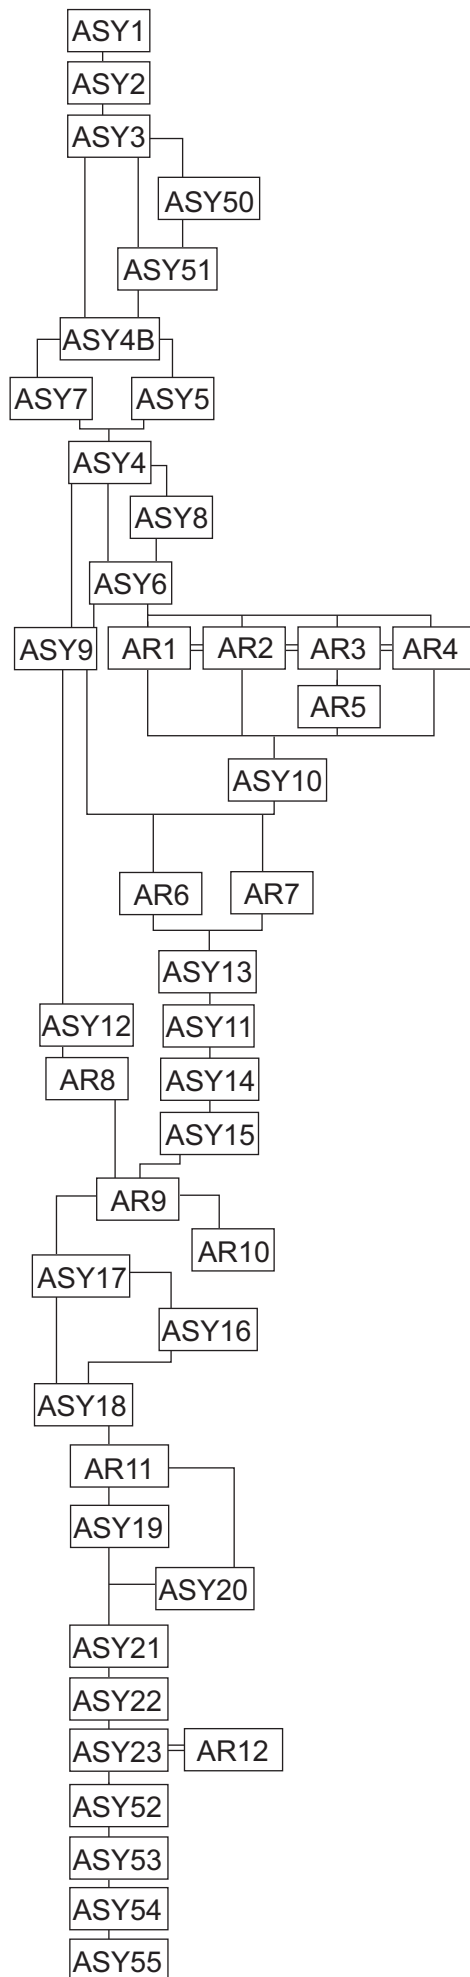 ASY1
ASY2
ASY3
ASY50
ASY51
ASY4B
ASY7 ASY5
ASY4
ASY8
ASY6
ASY9 AR1 AR2 AR3 AR4
AR5
ASY10
AR6 AR7
ASY13
ASY12 ASY11
AR8 ASY14
ASY15
AR9
AR10
ASY17
ASY16
ASY18
AR11
ASY19
ASY20
ASY21
ASY22
ASY23 AR12
ASY52
ASY53
ASY54
ASY55